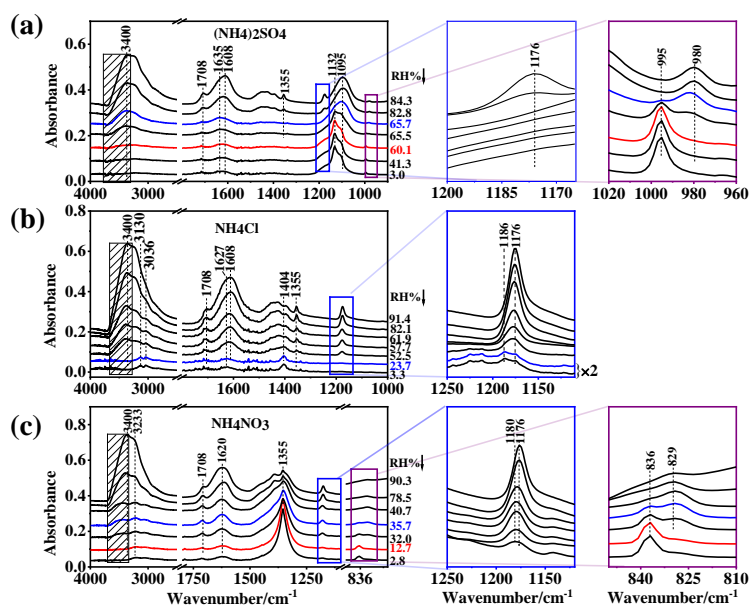 (a)
(NH4)2SO4
3400
1708
1635
1608
1355
1132
1095
RH%
84.3
82.8
65.7
65.5
60.1
41.3
3.0
Absorbance
0.6
0.4
0.2
0.0
4000 3000 1600 1400 1200 1000
1176
1200 1185 1170
995
980
1020 1000 980 960
(b)
NH4Cl
3400
3130
3036
1708
1627
1608
1404
1355
RH%
91.4
82.1
61.9
57.7
52.5
23.7
3.3
Absorbance
0.8
0.6
0.4
0.2
0.0
4000 3000 1600 1400 1200 1000
1186
1176
×2
1250 1200 1150
(c)
NH4NO3
3400
3233
1708
1620
1355
RH%
90.3
78.5
40.7
35.7
32.0
12.7
2.8
Absorbance
0.8
0.6
0.4
0.2
0.0
4000 3000 1750 1500 1250 836
Wavenumber/cm-1
1180
1176
1250 1200 1150
Wavenumber/cm-1
836
829
840 825 810
Wavenumber/cm-1